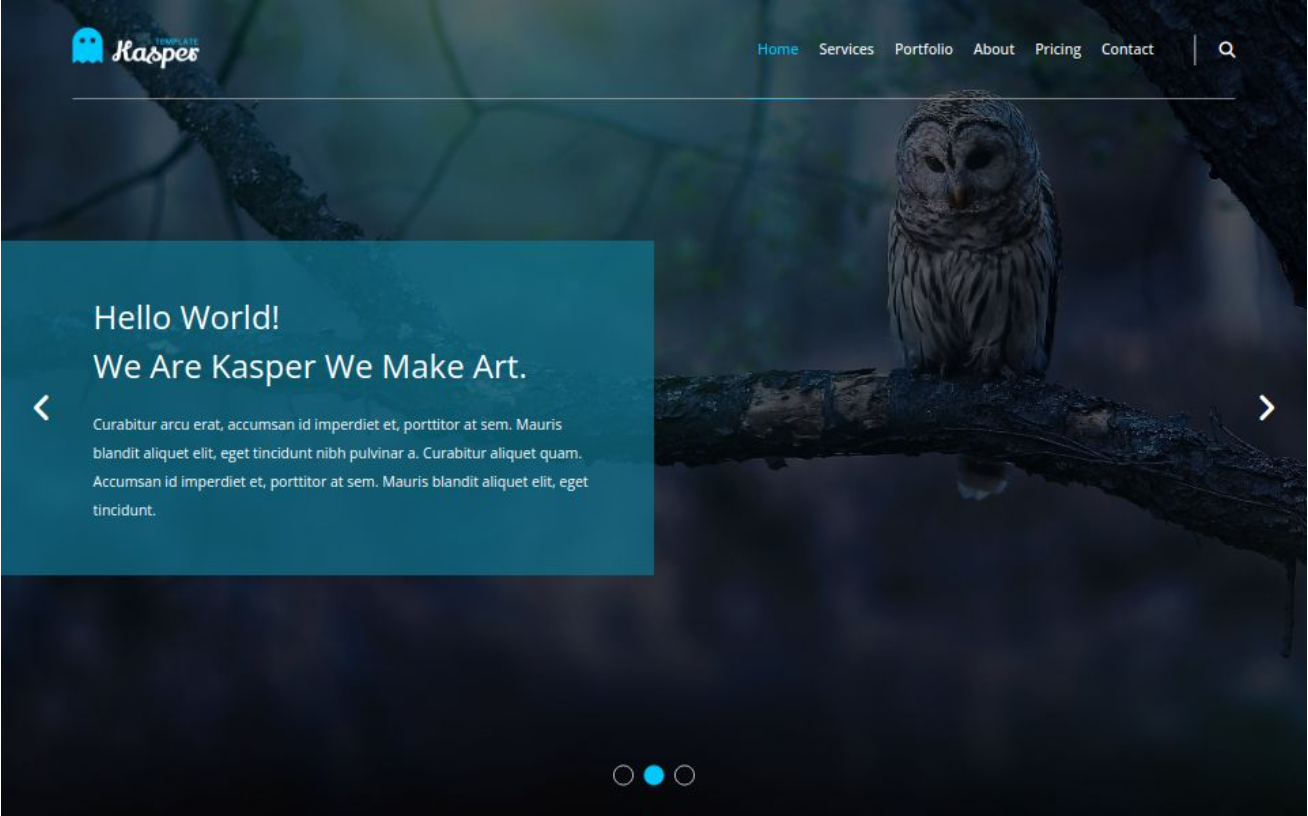 TEMPLATE
Kasper
Home Services Portfolio About Pricing Contact
Hello World!
We Are Kasper We Make Art.
Curabitur arcu erat, accumsan id imperdiet et, porttitor at sem. Mauris
blandit aliquet elit, eget tincidunt nibh pulvinar a. Curabitur aliquet quam.
Accumsan id imperdiet et, porttitor at sem. Mauris blandit aliquet elit, eget
tincidunt.